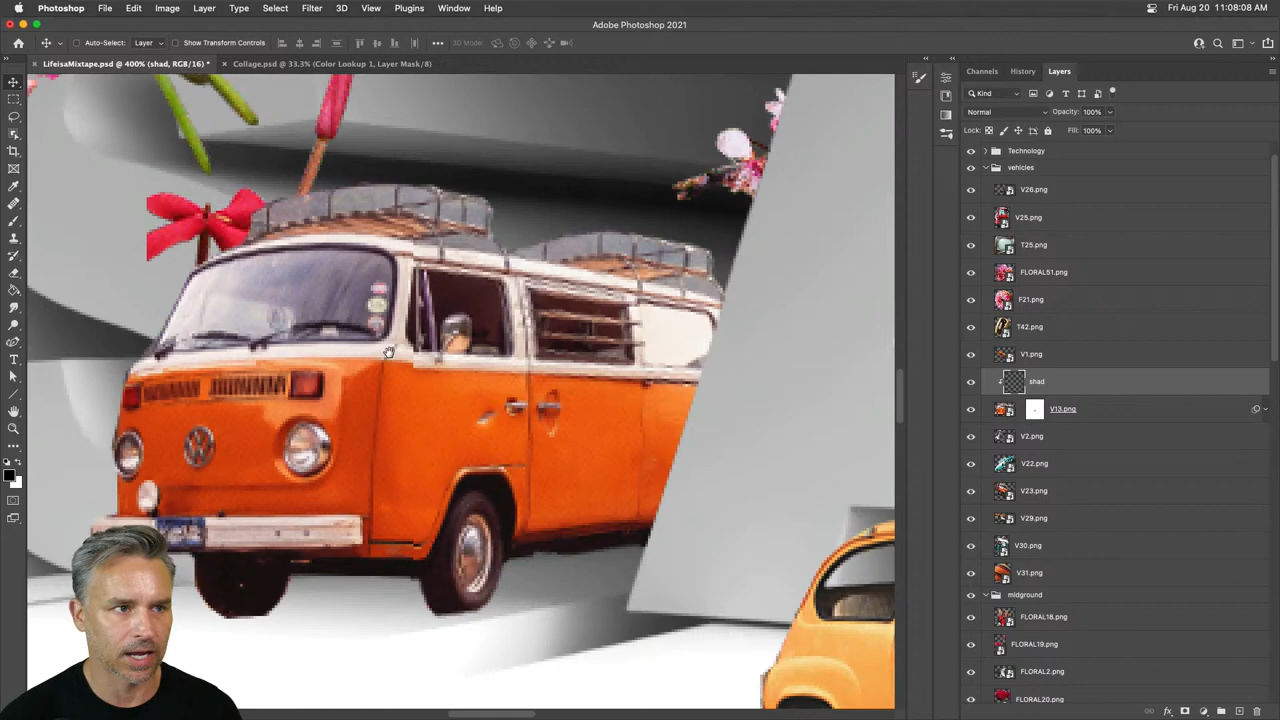 Photoshop File Edit Image Layer Type Select Filter 3D View Plugins Window Help Fri Aug 20 11:08:08 am
Adobe Photoshop 2021
Auto-Select: Layer Show Transform Controls 3D Mode:
LifeisaMixtape.psd @ 400% (shad, RGB/16) * Collage.psd @ 33.3% (Color Lookup 1, Layer Mask/8)
Channels History Layers
Kind
Normal Opacity: 100%
Lock: Fill: 100%
Technology
vehicles
V26.png
V25.png
T25.png
FLORAL51.png
F21.png
T42.png
V1.png
shad
V13.png
V2.png
V22.png
V23.png
V29.png
V30.png
V31.png
midground
FLORAL18.png
FLORAL19.png
FLORAL2.png
FLORAL20.png